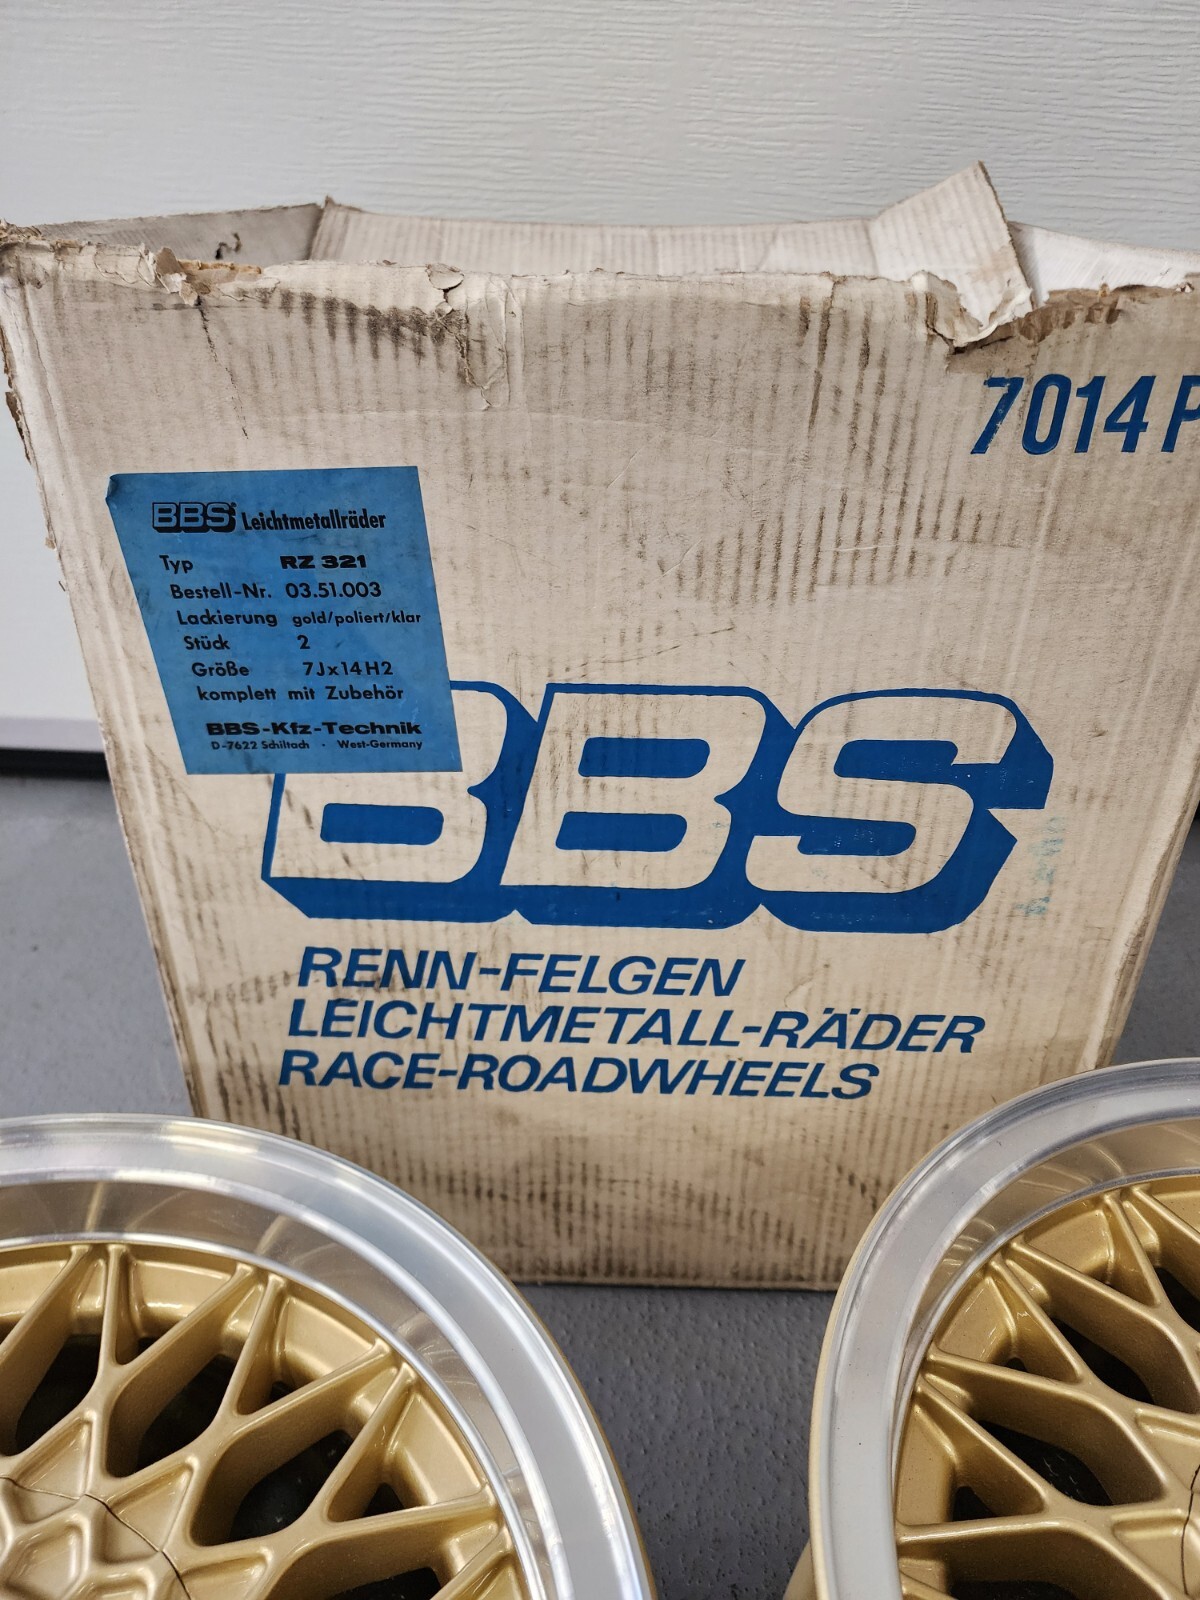 7014 P
BBS Leichtmetallräder
Typ RZ 321
Bestell-Nr. 03.51.003
Lackierung gold/poliert/klar
Stück 2
Größe 7Jx14H2
komplett mit Zubehör
BBS-Kfz-Technik
D-7622 Schiltach · West-Germany
BBS
RENN-FELGEN
LEICHTMETALL-RÄDER
RACE-ROADWHEELS